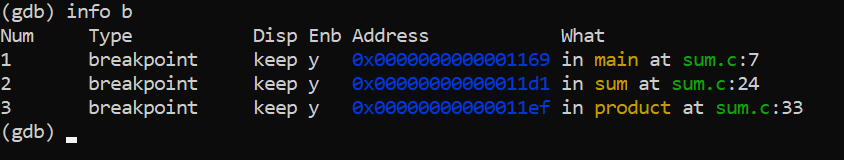 (gdb) info b
Num     Type           Disp Enb Address            What
1       breakpoint     keep y   0x0000000000001169 in main at sum.c:7
2       breakpoint     keep y   0x00000000000011d1 in sum at sum.c:24
3       breakpoint     keep y   0x00000000000011ef in product at sum.c:33
(gdb)